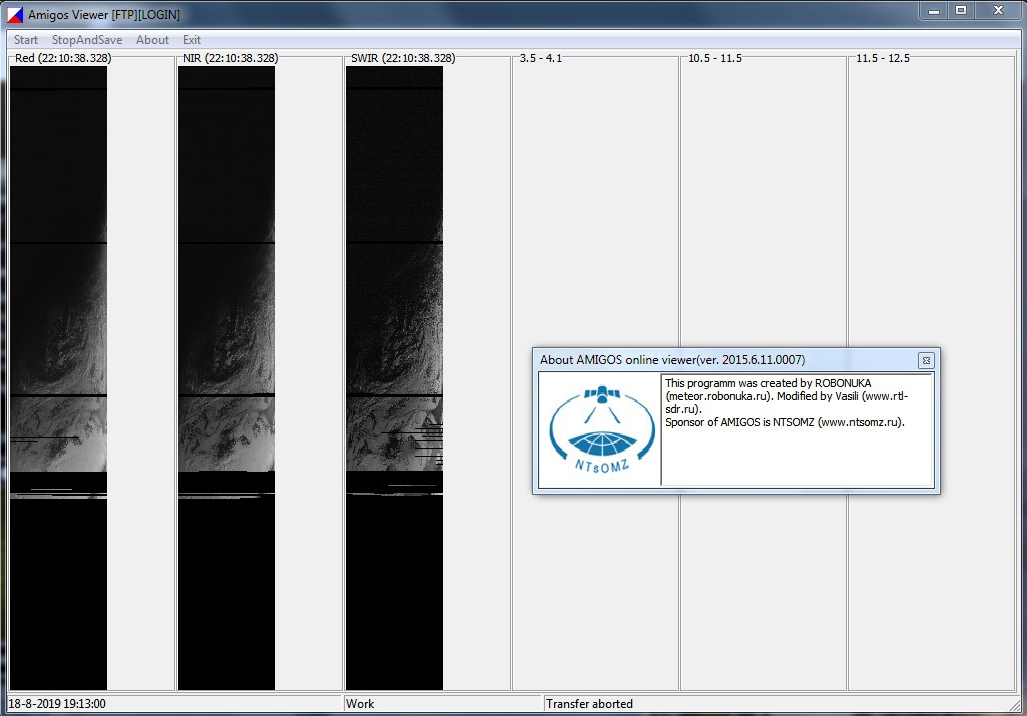 Amigos Viewer [FTP][LOGIN]
Start StopAndSave About Exit
Red (22:10:38.328) NIR (22:10:38.328) SWIR (22:10:38.328) 3.5 - 4.1 10.5 - 11.5 11.5 - 12.5
About AMIGOS online viewer(ver. 2015.6.11.0007)
NTsOMZ
This programm was created by ROBONUKA
(meteor.robonuka.ru). Modified by Vasili (www.rtl-
sdr.ru).
Sponsor of AMIGOS is NTSOMZ (www.ntsomz.ru).
18-8-2019 19:13:00 Work Transfer aborted